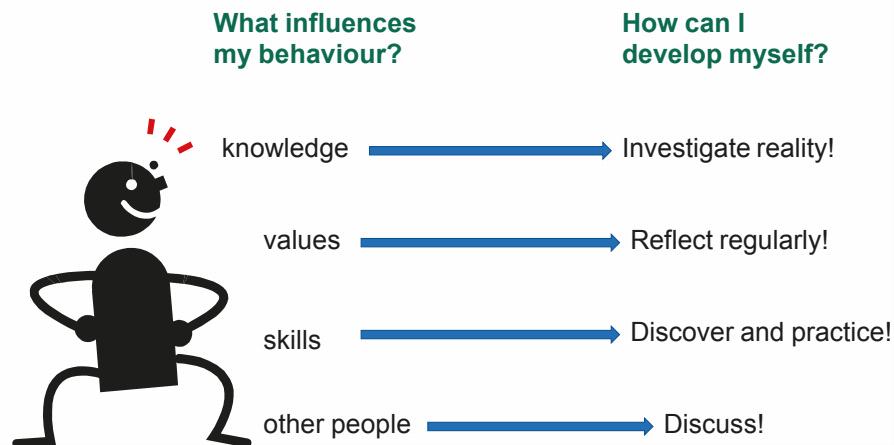 What influences
my behaviour?
How can I
develop myself?
knowledge
Investigate reality!
values
Reflect regularly!
skills
Discover and practice!
other people
Discuss!